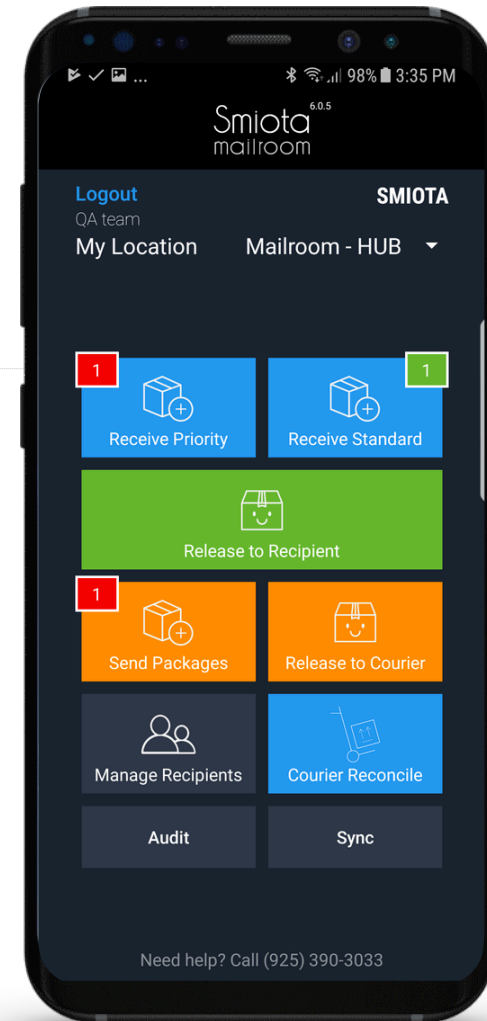 ... 98% 3:35 PM
Smiota 6.0.5
mailroom
Logout SMIOTA
QA team
My Location Mailroom - HUB
1 1
Receive Priority Receive Standard
Release to Recipient
1
Send Packages Release to Courier
Manage Recipients Courier Reconcile
Audit Sync
Need help? Call (925) 390-3033